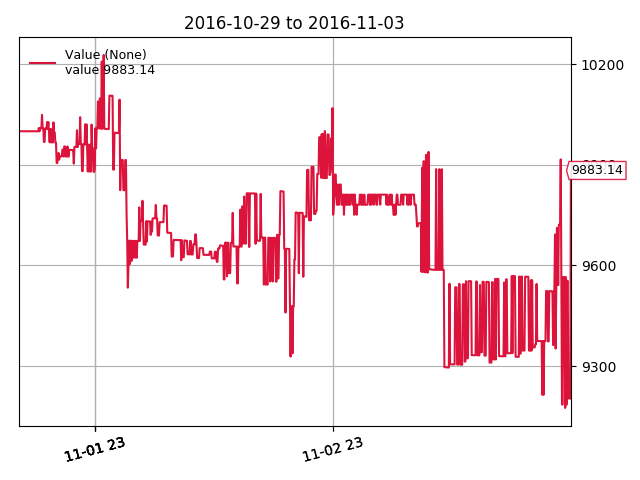 2016-10-29 to 2016-11-03
Value (None)
value 9883.14
10200
9883.14
9600
9300
11-01 23
11-02 23